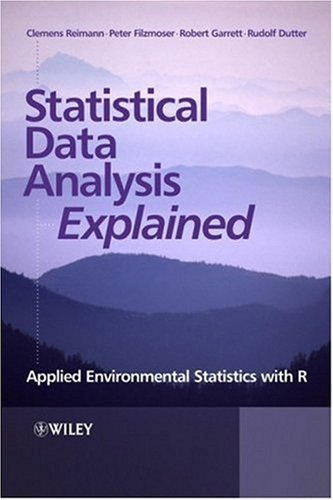 Clemens Reimann · Peter Filzmoser · Robert Garrett · Rudolf Dutter
Statistical
Data
Analysis
Explained
Applied Environmental Statistics with R
WILEY